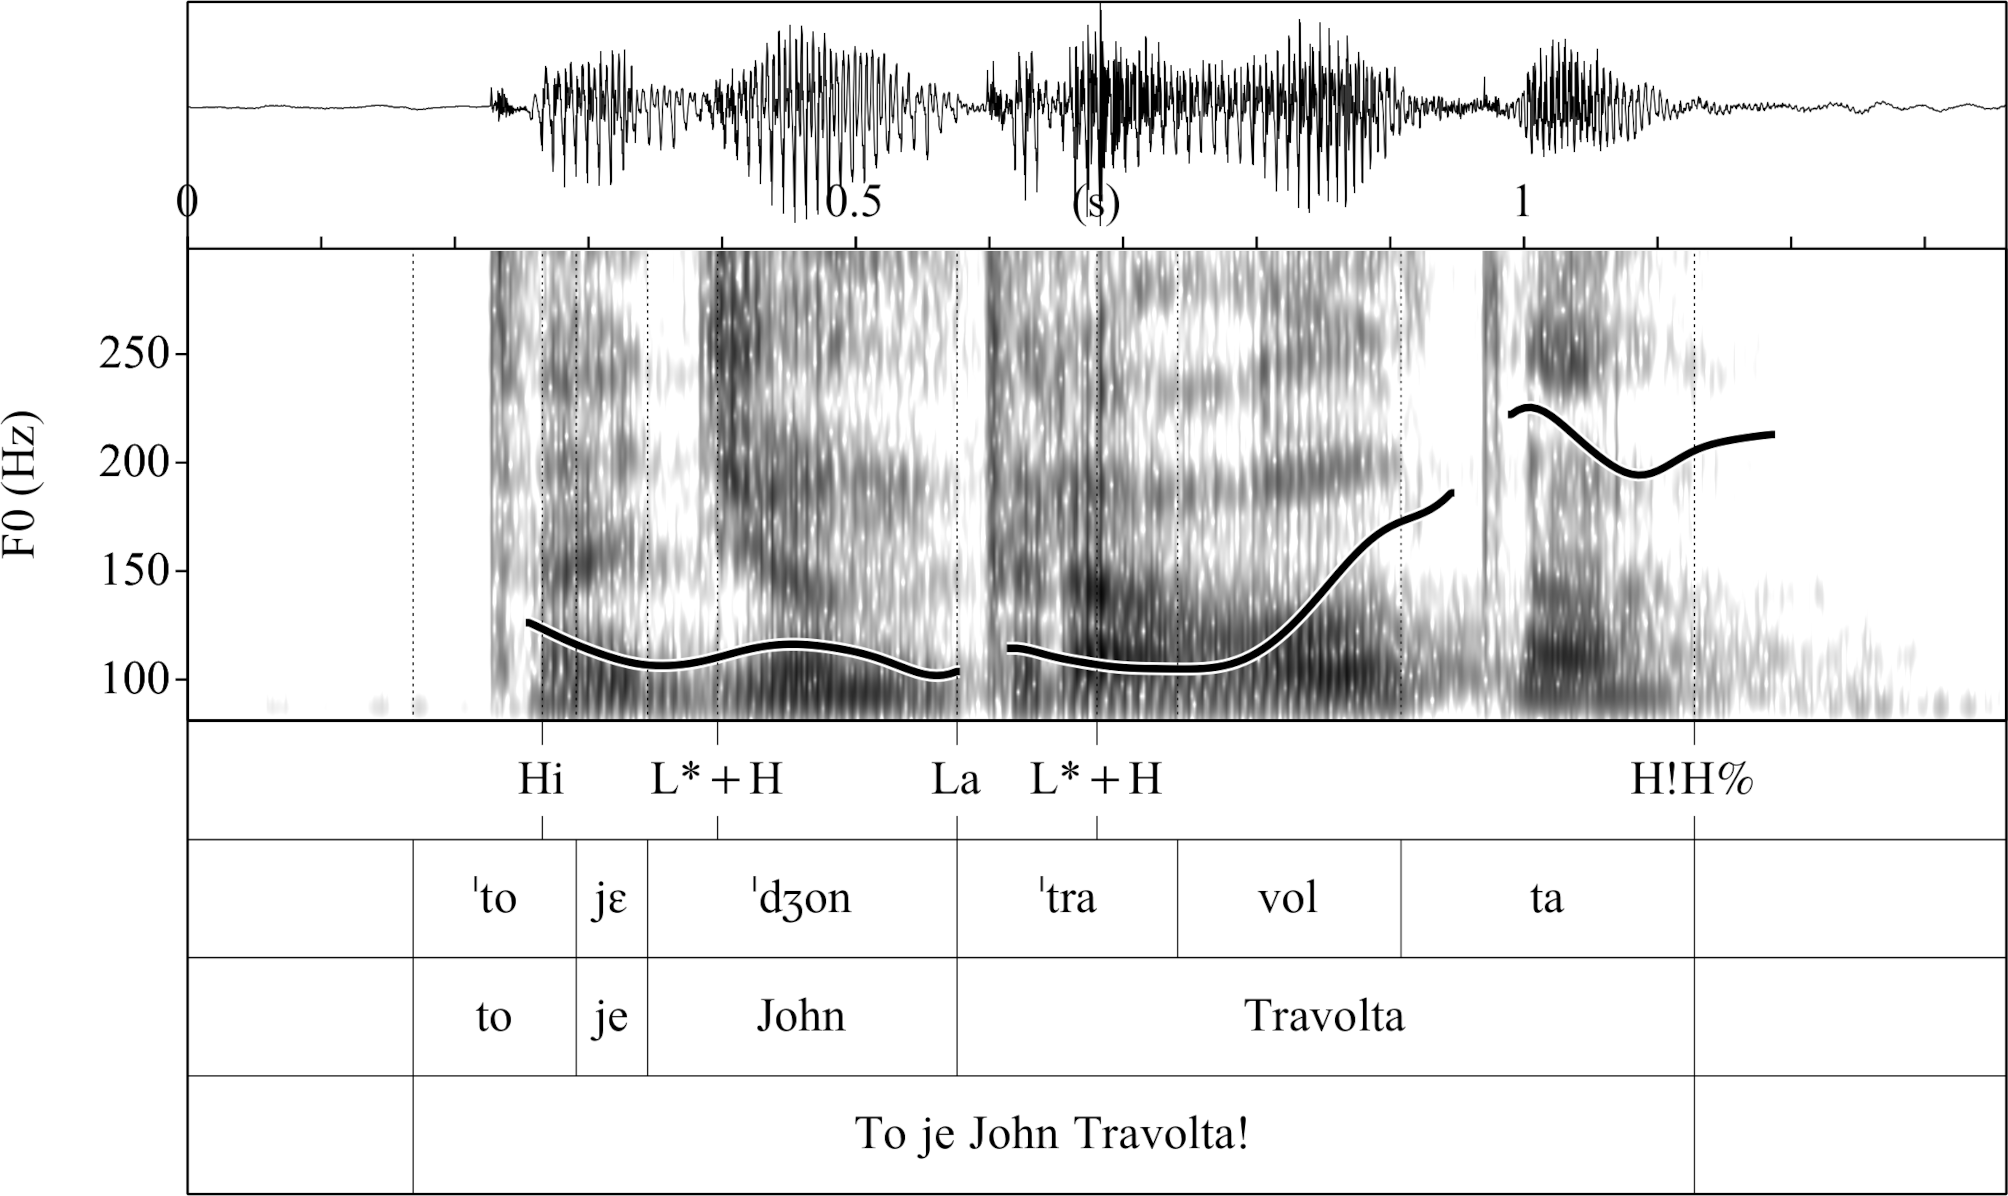 0 0.5 (s) 1
F0 (Hz)
250
200
150
100
Hi L*+H La L*+H H!H%
ˈto jɛ ˈdʒon ˈtra vol ta
to je John Travolta
To je John Travolta!